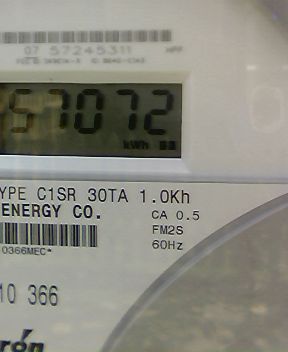 07 57245311
57072
kWh
YPE C1SR 30TA 1.0Kh
ENERGY CO.
CA 0.5
FM2S
60Hz
0366MEC*
10 366
rón